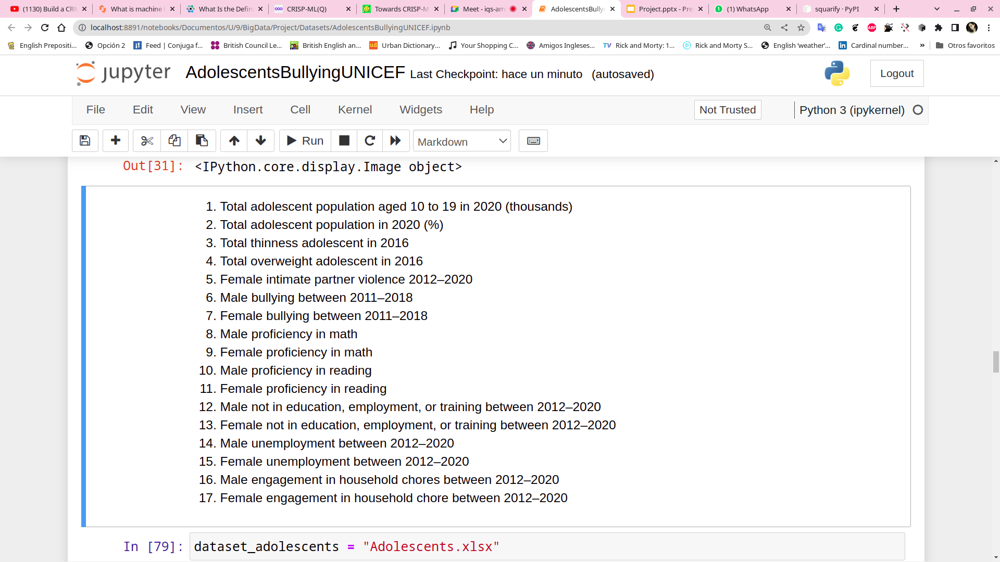 (1130) Build a CRM
What is machine l
What Is the Defini
CRISP-ML(Q)
Towards CRISP-M
Meet - iqs-am
AdolescentsBullyi
Project.pptx - Pre
(1) WhatsApp
squarify · PyPI
localhost:8891/notebooks/Documentos/U/9/BigData/Project/Datasets/AdolescentsBullyingUNICEF.ipynb
English Prepositi...
Opción 2
Feed | Conjuga f...
British Council Le...
British English an...
Urban Dictionary...
Your Shopping C...
Amigos Ingleses...
Rick and Morty: 1...
Rick and Morty S...
English ‘weather’...
Cardinal number...
»
Otros favoritos
jupyter
AdolescentsBullyingUNICEF Last Checkpoint: hace un minuto (autosaved)
Logout
File Edit View Insert Cell Kernel Widgets Help
Not Trusted
Python 3 (ipykernel)
Run
Markdown
Out[31]: <IPython.core.display.Image object>
1. Total adolescent population aged 10 to 19 in 2020 (thousands)
2. Total adolescent population in 2020 (%)
3. Total thinness adolescent in 2016
4. Total overweight adolescent in 2016
5. Female intimate partner violence 2012–2020
6. Male bullying between 2011–2018
7. Female bullying between 2011–2018
8. Male proficiency in math
9. Female proficiency in math
10. Male proficiency in reading
11. Female proficiency in reading
12. Male not in education, employment, or training between 2012–2020
13. Female not in education, employment, or training between 2012–2020
14. Male unemployment between 2012–2020
15. Female unemployment between 2012–2020
16. Male engagement in household chores between 2012–2020
17. Female engagement in household chore between 2012–2020
In [79]: dataset_adolescents = "Adolescents.xlsx"